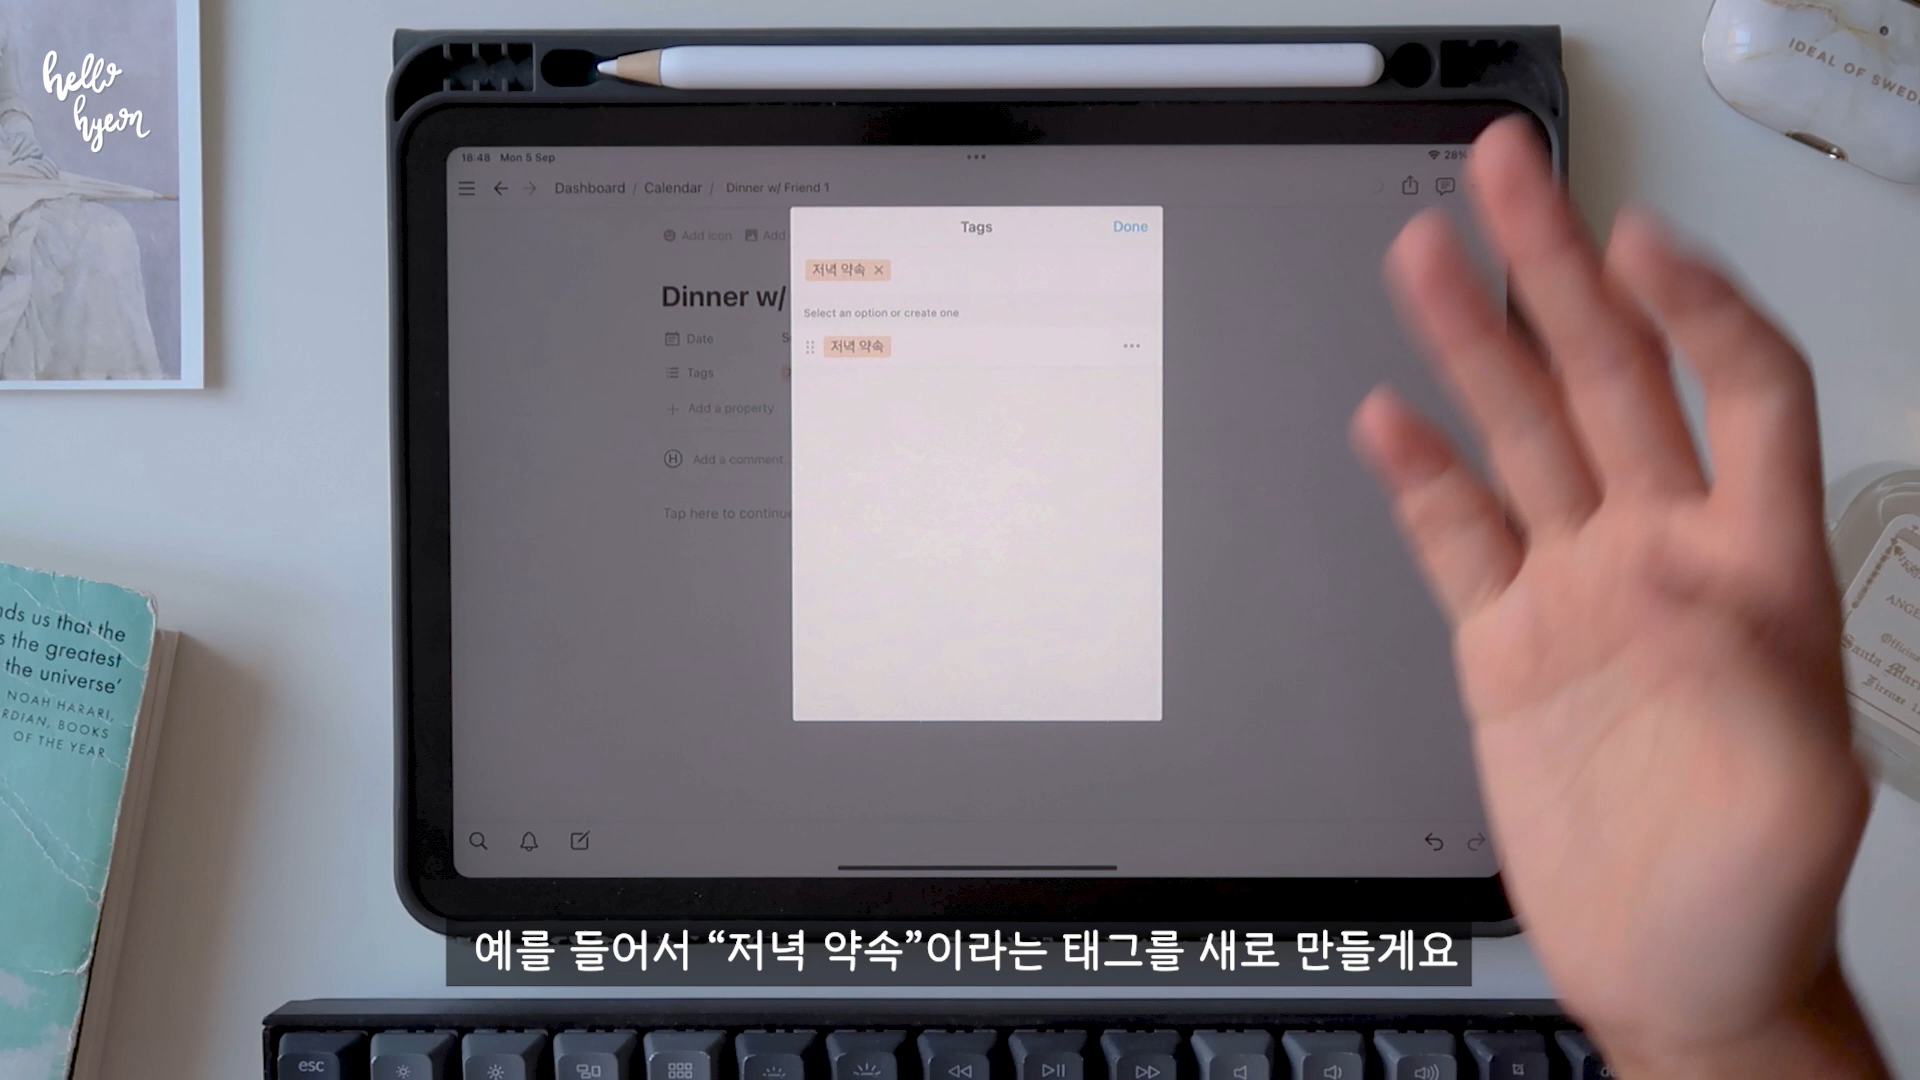 hello
hyeon
IDEAL OF
18:48 Mon 5 Sep
28%
Dashboard / Calendar / Dinner w/ Friend 1
Tags
Done
Add icon
Add
저녁 약속
Dinner w/
Select an option or create one
Date
저녁 약속
Tags
Add a property
H
Add a comment
Tap here to continue
us that the
the greatest
the universe’
NOAH HARARI,
BOOKS
OF THE YEAR
Santa
예를 들어서 “저녁 약속”이라는 태그를 새로 만들게요
esc